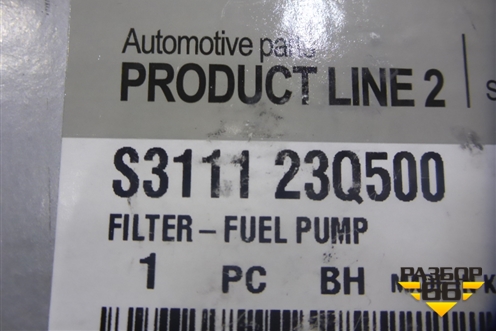 Automotive parts
PRODUCT LINE 2
S
S3111 23Q500
FILTER – FUEL PUMP
1 PC BH
РАЗБОР